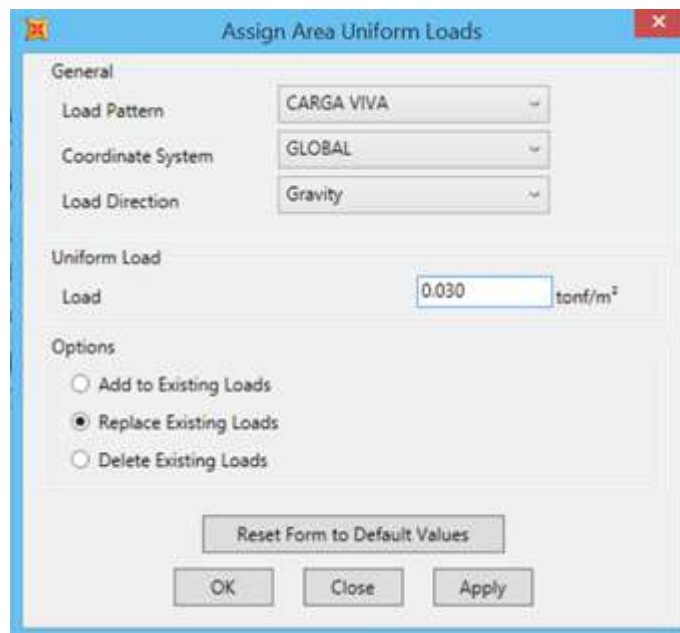 Assign Area Uniform Loads
General
Load Pattern CARGA VIVA
Coordinate System GLOBAL
Load Direction Gravity
Uniform Load
Load 0.030 tonf/m²
Options
Add to Existing Loads
Replace Existing Loads
Delete Existing Loads
Reset Form to Default Values
OK Close Apply